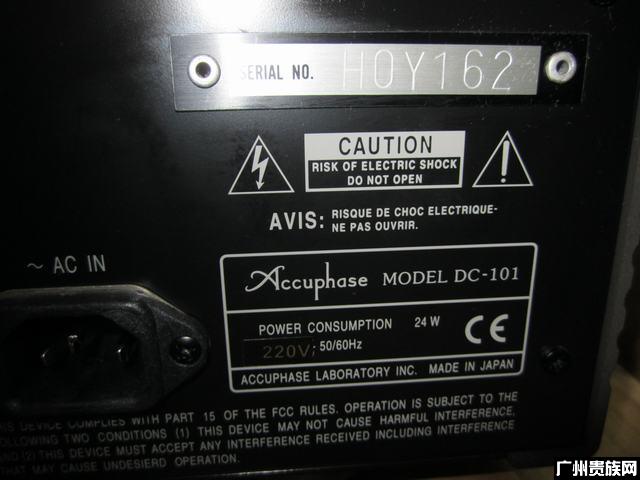 SERIAL NO. HOY162
CAUTION
RISK OF ELECTRIC SHOCK
DO NOT OPEN
AVIS: RISQUE DE CHOC ELECTRIQUE-
NE PAS OUVRIR.
~ AC IN
Accuphase MODEL DC-101
POWER CONSUMPTION 24 W
220V; 50/60Hz
CE
ACCUPHASE LABORATORY INC. MADE IN JAPAN
DEVICE COMPLIES WITH PART 15 OF THE FCC RULES. OPERATION IS SUBJECT TO THE
FOLLOWING TWO CONDITIONS (1) THIS DEVICE MAY NOT CAUSE HARMFUL INTERFERENCE,
AND (2) THIS DEVICE MUST ACCEPT ANY INTERFERENCE RECEIVED INCLUDING INTERFERENCE
THAT MAY CAUSE UNDESIERD OPERATION.
广州贵族网